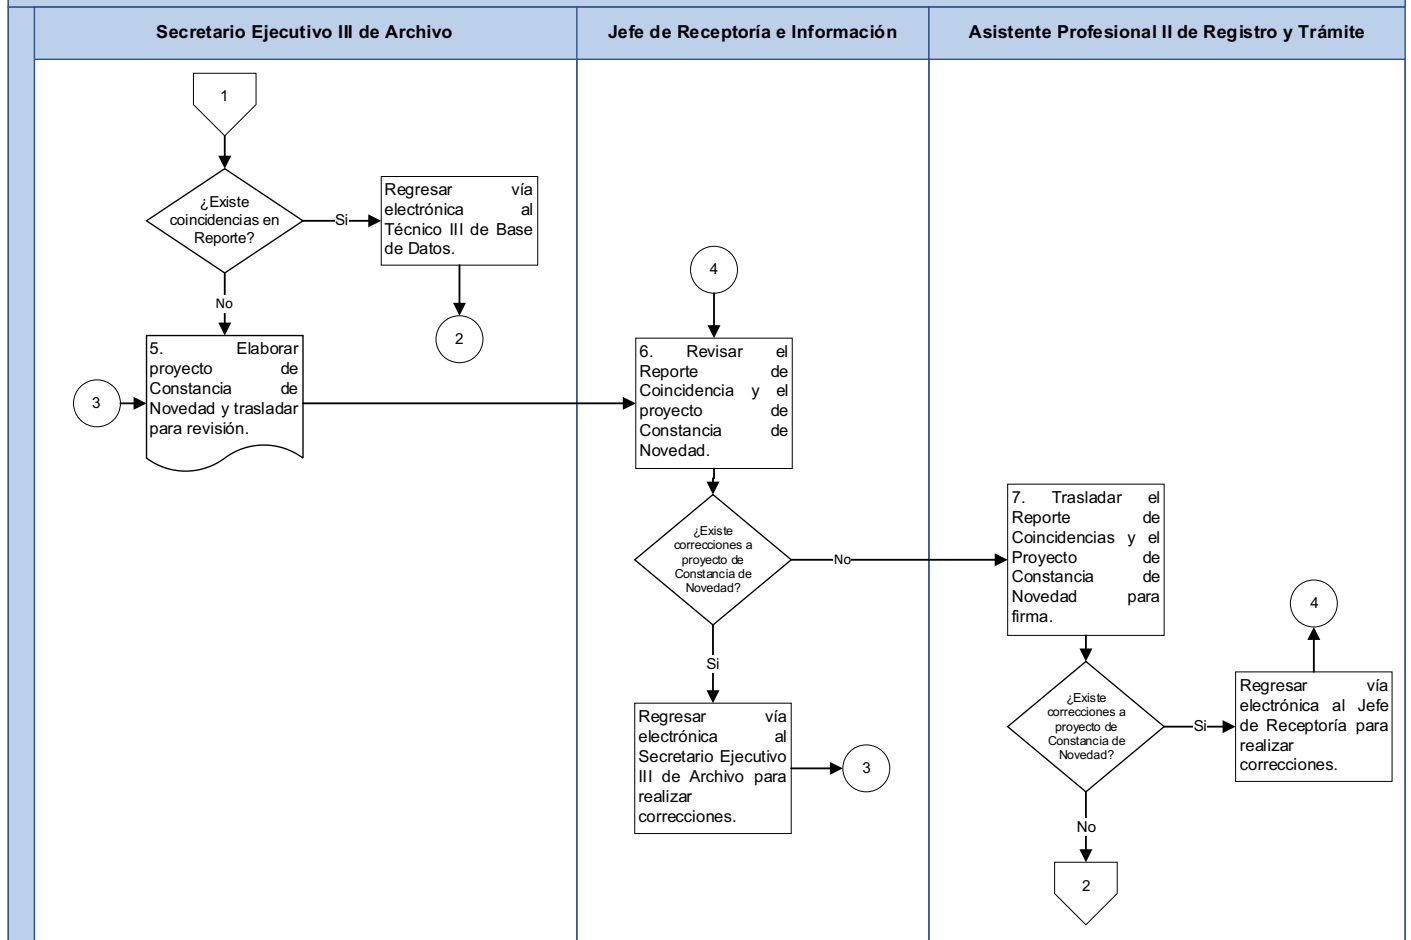 Secretario Ejecutivo III de Archivo
Jefe de Receptoría e Información
Asistente Profesional II de Registro y Trámite
1
¿Existe
coincidencias en
Reporte?
Si
Regresar vía
electrónica al
Técnico III de Base
de Datos.
2
No
3
5. Elaborar
proyecto de
Constancia de
Novedad y trasladar
para revisión.
4
6. Revisar el
Reporte de
Coincidencia y el
proyecto de
Constancia de
Novedad.
¿Existe
correcciones a
proyecto de
Constancia de
Novedad?
No
Si
Regresar vía
electrónica al
Secretario Ejecutivo
III de Archivo para
realizar
correcciones.
3
7. Trasladar el
Reporte de
Coincidencias y el
Proyecto de
Constancia de
Novedad para
firma.
¿Existe
correcciones a
proyecto de
Constancia de
Novedad?
Si
Regresar vía
electrónica al Jefe
de Receptoría para
realizar
correcciones.
4
No
2